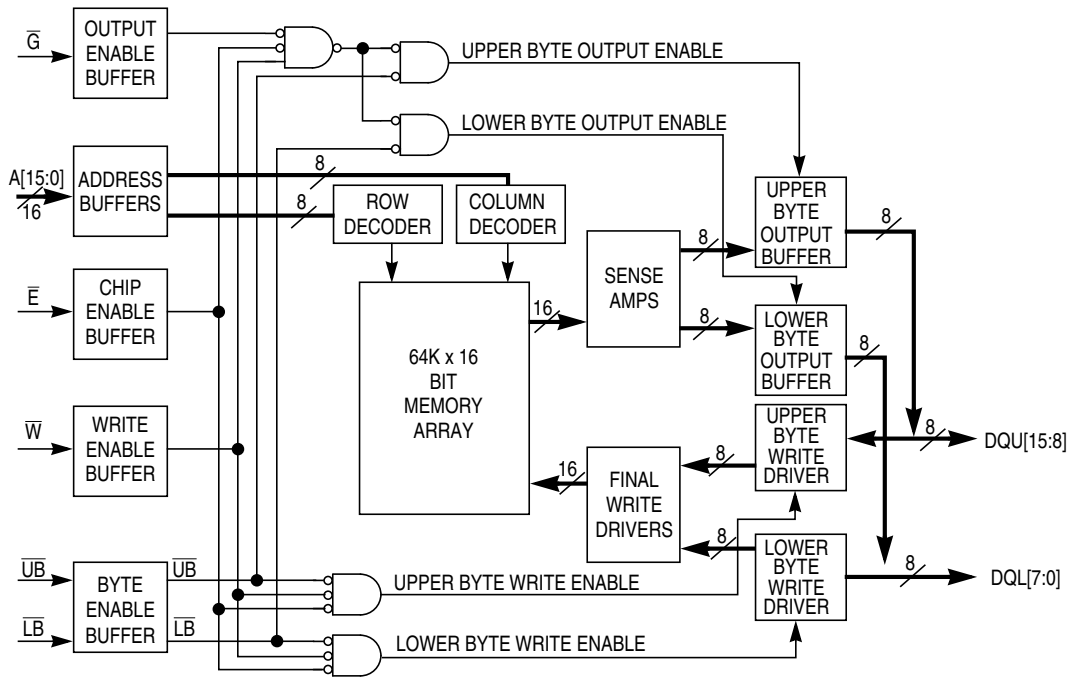 G̅
OUTPUT
ENABLE
BUFFER
UPPER BYTE OUTPUT ENABLE
LOWER BYTE OUTPUT ENABLE
A[15:0]
16
ADDRESS
BUFFERS
8
8
ROW
DECODER
COLUMN
DECODER
UPPER
BYTE
OUTPUT
BUFFER
8
E̅
CHIP
ENABLE
BUFFER
64K x 16
BIT
MEMORY
ARRAY
16
SENSE
AMPS
8
8
LOWER
BYTE
OUTPUT
BUFFER
8
W̅
WRITE
ENABLE
BUFFER
16
FINAL
WRITE
DRIVERS
8
8
UPPER
BYTE
WRITE
DRIVER
8
DQU[15:8]
LOWER
BYTE
WRITE
DRIVER
8
DQL[7:0]
U̅B̅
L̅B̅
BYTE
ENABLE
BUFFER
U̅B̅
L̅B̅
UPPER BYTE WRITE ENABLE
LOWER BYTE WRITE ENABLE